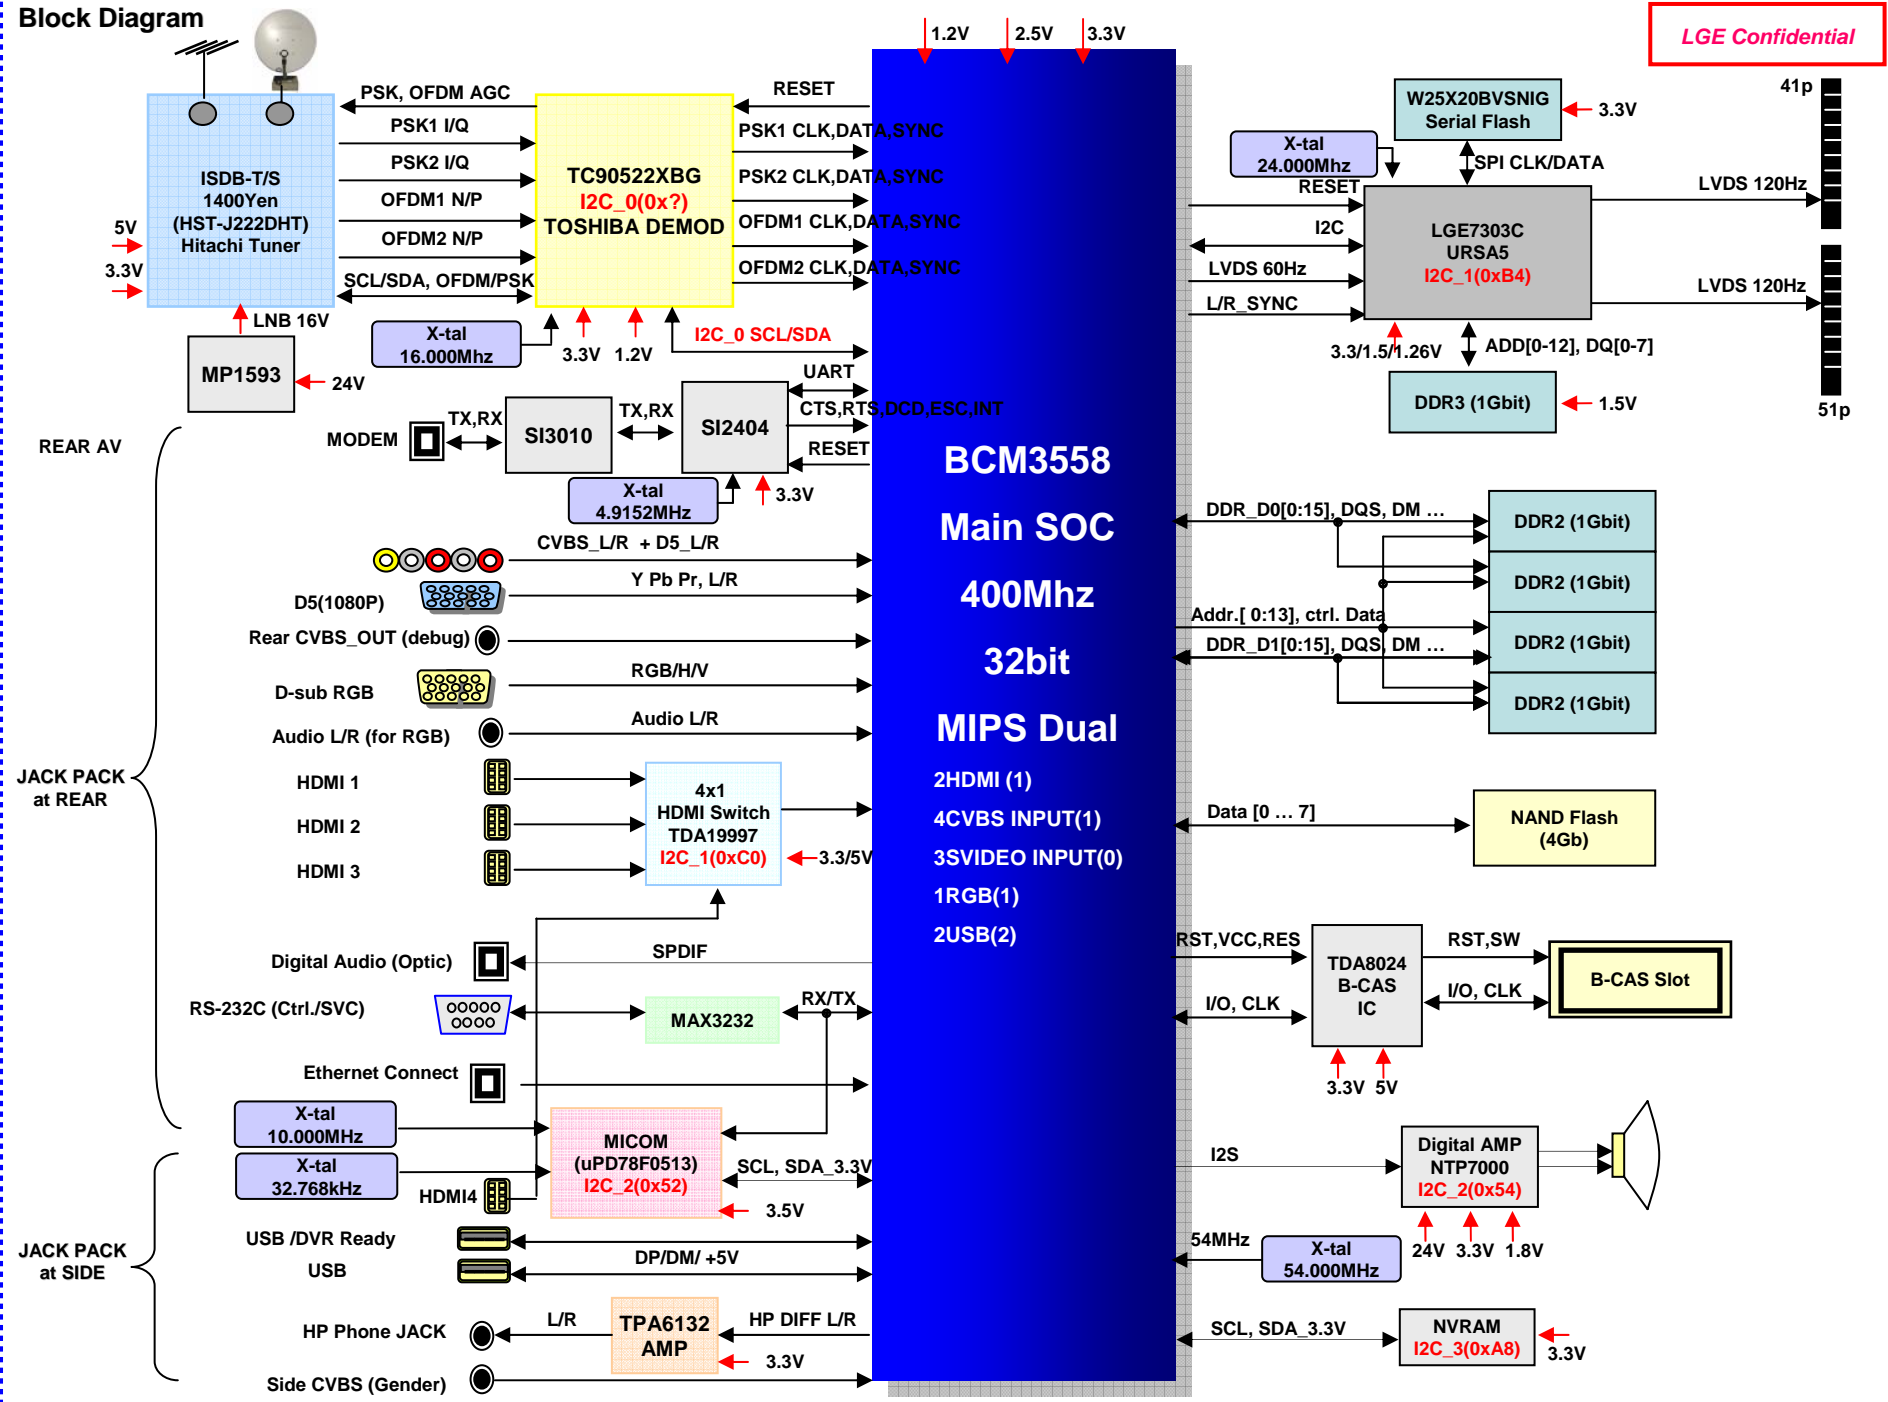 Block Diagram
LGE Confidential
1.2V
2.5V
3.3V
PSK, OFDM AGC
PSK1 I/Q
PSK2 I/Q
OFDM1 N/P
OFDM2 N/P
SCL/SDA, OFDM/PSK
ISDB-T/S
1400Yen
(HST-J222DHT)
Hitachi Tuner
5V
3.3V
LNB 16V
MP1593
24V
TC90522XBG
I2C_0(0x?)
TOSHIBA DEMOD
X-tal
16.000Mhz
3.3V
1.2V
I2C_0 SCL/SDA
RESET
PSK1 CLK,DATA,SYNC
PSK2 CLK,DATA,SYNC
OFDM1 CLK,DATA,SYNC
OFDM2 CLK,DATA,SYNC
UART
CTS,RTS,DCD,ESC,INT
RESET
MODEM
TX,RX
SI3010
TX,RX
SI2404
X-tal
4.9152MHz
3.3V
REAR AV
JACK PACK
at REAR
CVBS_L/R + D5_L/R
D5(1080P)
Y Pb Pr, L/R
Rear CVBS_OUT (debug)
D-sub RGB
RGB/H/V
Audio L/R (for RGB)
Audio L/R
HDMI 1
HDMI 2
HDMI 3
4x1
HDMI Switch
TDA19997
I2C_1(0xC0)
3.3/5V
Digital Audio (Optic)
SPDIF
RS-232C (Ctrl./SVC)
MAX3232
RX/TX
Ethernet Connect
X-tal
10.000MHz
X-tal
32.768kHz
MICOM
(uPD78F0513)
I2C_2(0x52)
SCL, SDA_3.3V
3.5V
HDMI4
JACK PACK
at SIDE
USB /DVR Ready
USB
DP/DM/ +5V
HP Phone JACK
L/R
TPA6132
AMP
HP DIFF L/R
3.3V
Side CVBS (Gender)
BCM3558
Main SOC
400Mhz
32bit
MIPS Dual
2HDMI (1)
4CVBS INPUT(1)
3SVIDEO INPUT(0)
1RGB(1)
2USB(2)
W25X20BVSNIG
Serial Flash
3.3V
X-tal
24.000Mhz
SPI CLK/DATA
RESET
I2C
LVDS 60Hz
L/R_SYNC
LGE7303C
URSA5
I2C_1(0xB4)
LVDS 120Hz
LVDS 120Hz
41p
51p
3.3/1.5/1.26V
ADD[0-12], DQ[0-7]
DDR3 (1Gbit)
1.5V
DDR_D0[0:15], DQS, DM ...
Addr.[ 0:13], ctrl. Data
DDR_D1[0:15], DQS, DM ...
DDR2 (1Gbit)
DDR2 (1Gbit)
DDR2 (1Gbit)
DDR2 (1Gbit)
Data [0 ... 7]
NAND Flash
(4Gb)
RST,VCC,RES
I/O, CLK
TDA8024
B-CAS
IC
RST,SW
I/O, CLK
B-CAS Slot
3.3V
5V
I2S
Digital AMP
NTP7000
I2C_2(0x54)
24V
3.3V
1.8V
54MHz
X-tal
54.000MHz
SCL, SDA_3.3V
NVRAM
I2C_3(0xA8)
3.3V